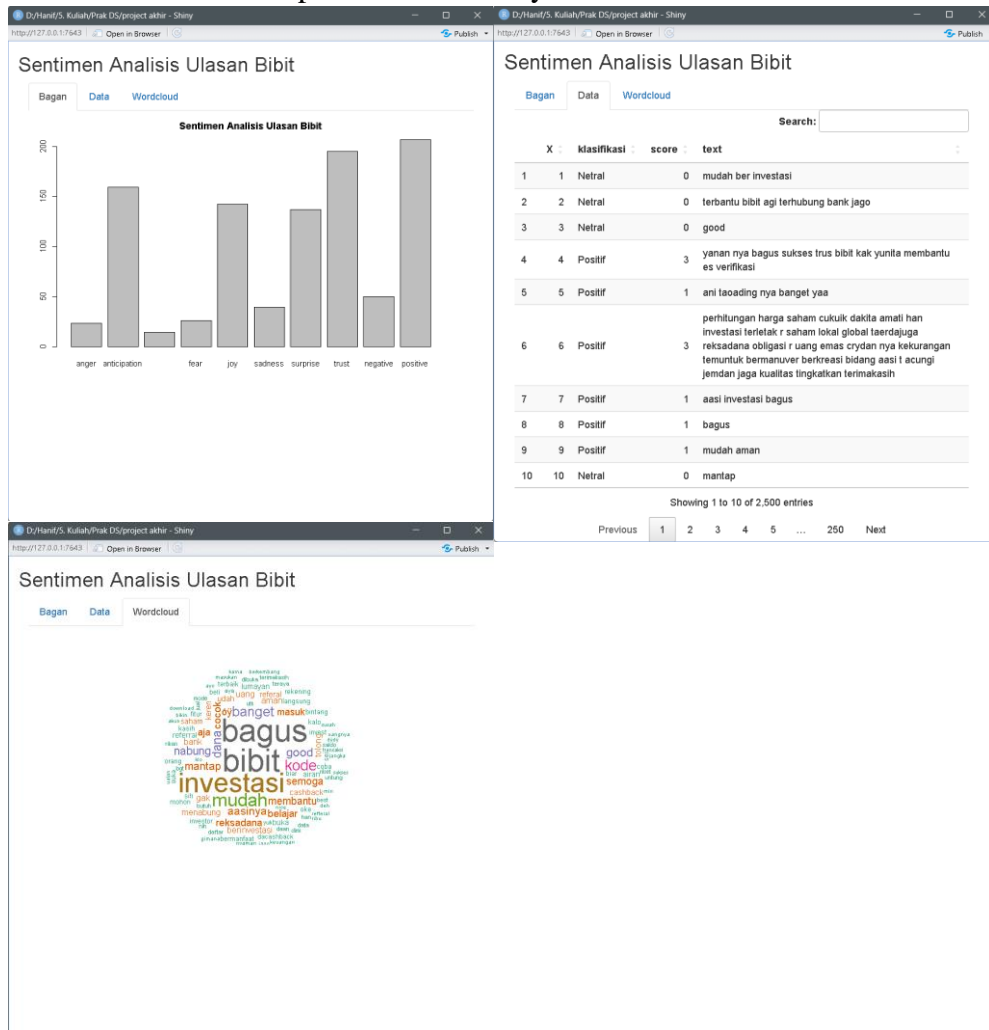 D:/Hanif/5. Kuliah/Prak DS/project akhir - Shiny
http://127.0.0.1:7643 Open in Browser Publish
Sentimen Analisis Ulasan Bibit
Bagan Data Wordcloud
Sentimen Analisis Ulasan Bibit
200
150
100
50
0
anger anticipation fear joy sadness surprise trust negative positive
D:/Hanif/5. Kuliah/Prak DS/project akhir - Shiny
http://127.0.0.1:7643 Open in Browser Publish
Sentimen Analisis Ulasan Bibit
Bagan Data Wordcloud
Search:
X klasifikasi score text
1 1 Netral 0 mudah ber investasi
2 2 Netral 0 terbantu bibit agi terhubung bank jago
3 3 Netral 0 good
4 4 Positif 3 yanan nya bagus sukses trus bibit kak yunita membantu
es verifikasi
5 5 Positif 1 ani taoading nya banget yaa
6 6 Positif 3 perhitungan harga saham cukuik dakita amati han
investasi terletak r saham lokal global taerdajuga
reksadana obligasi r uang emas crydan nya kekurangan
temuntuk bermanuver berkreasi bidang aasi t acungi
jemdan jaga kualitas tingkatkan terimakasih
7 7 Positif 1 aasi investasi bagus
8 8 Positif 1 bagus
9 9 Positif 1 mudah aman
10 10 Netral 0 mantap
Showing 1 to 10 of 2,500 entries
Previous 1 2 3 4 5 ... 250 Next
D:/Hanif/5. Kuliah/Prak DS/project akhir - Shiny
http://127.0.0.1:7643 Open in Browser Publish
Sentimen Analisis Ulasan Bibit
Bagan Data Wordcloud
terbaik lumayan
uang referal rekening
udah aman langsung
keren cocok banget masuk bintang
saham
kasih
referral aja bagus
bank dana
nabung good tolong
mantap bibit kode
investasi semoga
cashback
gak mudah membantu
menabung aasinya belajar
investor reksadana
berinvestasi
bermanfaat